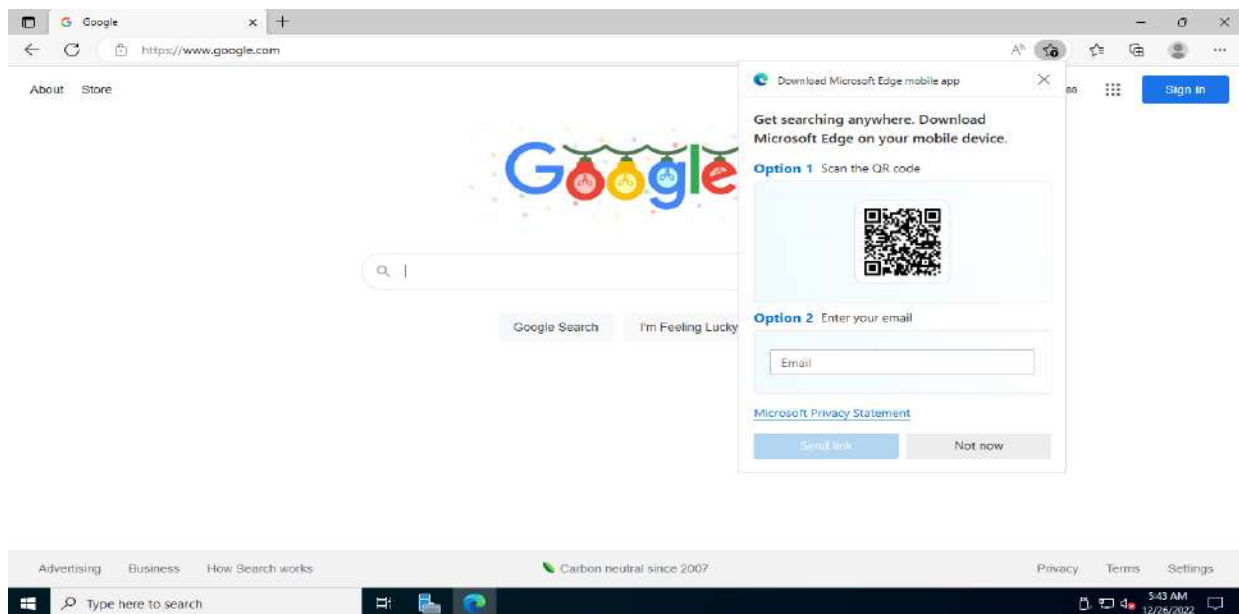 Google
https://www.google.com
Download Microsoft Edge mobile app
About Store
Sign in
Get searching anywhere. Download
Microsoft Edge on your mobile device.
Option 1 Scan the QR code
Google
Google Search I'm Feeling Lucky
Option 2 Enter your email
Email
Microsoft Privacy Statement
Send link Not now
Advertising Business How Search works Carbon neutral since 2007 Privacy Terms Settings
Type here to search
5:43 AM
12/26/2022